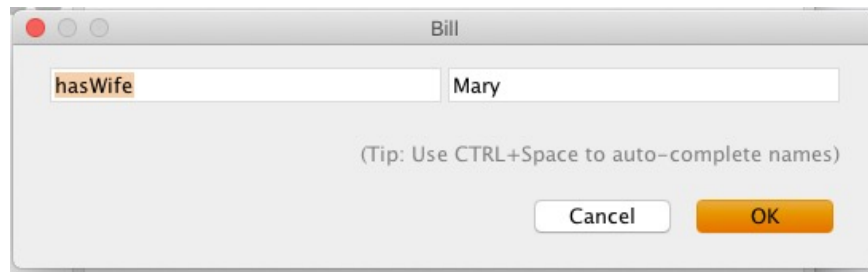 Bill
hasWife Mary
(Tip: Use CTRL+Space to auto-complete names)
Cancel OK